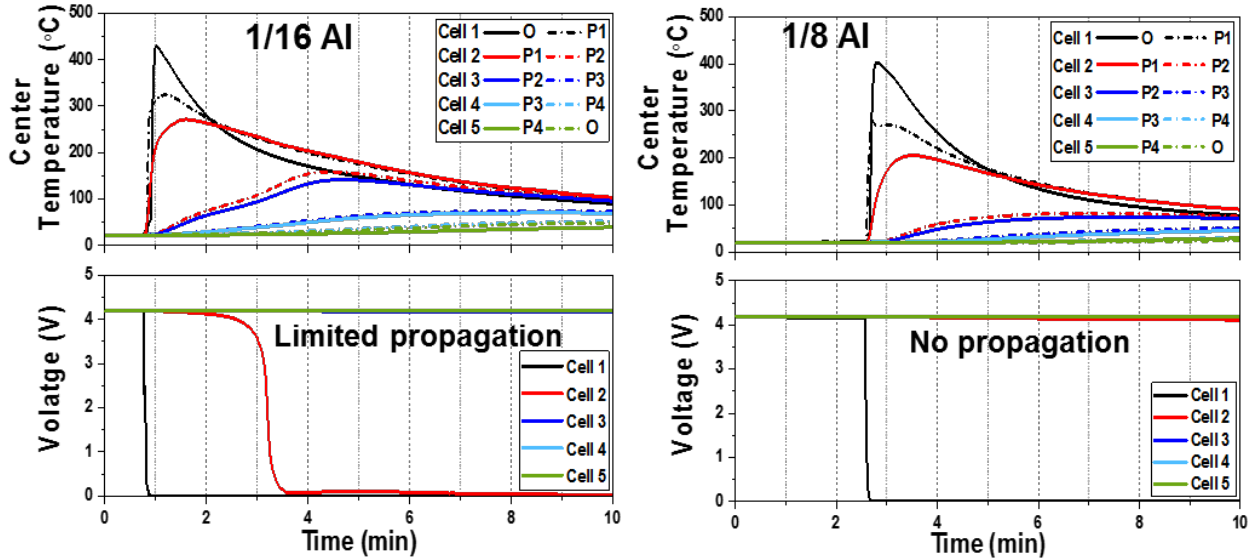 1/16 Al
Center
Temperature (°C)
500
400
300
200
100
0
Cell 1 O P1
Cell 2 P1 P2
Cell 3 P2 P3
Cell 4 P3 P4
Cell 5 P4 O
Volatge (V)
5
4
3
2
1
0
Limited propagation
Cell 1
Cell 2
Cell 3
Cell 4
Cell 5
0 2 4 6 8 10
Time (min)
1/8 Al
Center
Temperature (°C)
500
400
300
200
100
0
Cell 1 O P1
Cell 2 P1 P2
Cell 3 P2 P3
Cell 4 P3 P4
Cell 5 P4 O
Voltage (V)
5
4
3
2
1
0
No propagation
Cell 1
Cell 2
Cell 3
Cell 4
Cell 5
0 2 4 6 8 10
Time (min)